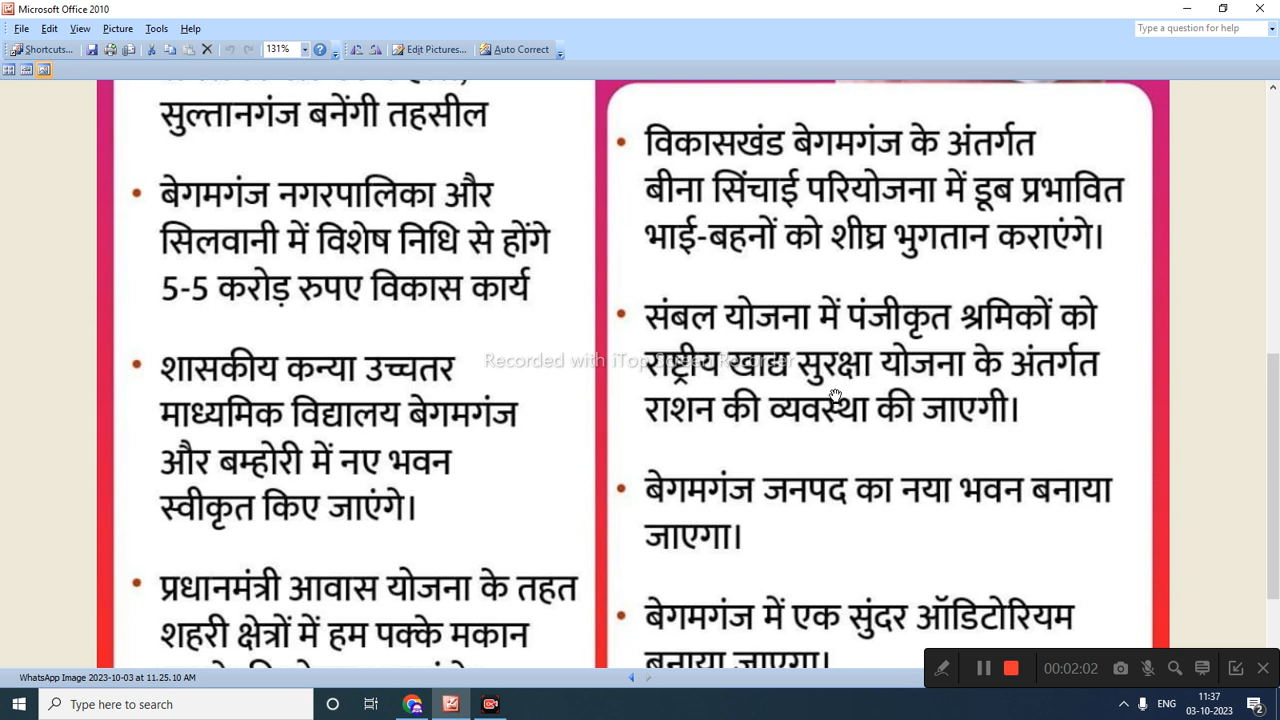 Microsoft Office 2010
File Edit View Picture Tools Help
Type a question for help
Shortcuts...
131%
Edit Pictures...
Auto Correct
सुल्तानगंज बनेंगी तहसील
बेगमगंज नगरपालिका और
सिलवानी में विशेष निधि से होंगे
5-5 करोड़ रुपए विकास कार्य
शासकीय कन्या उच्चतर
माध्यमिक विद्यालय बेगमगंज
और बम्होरी में नए भवन
स्वीकृत किए जाएंगे।
प्रधानमंत्री आवास योजना के तहत
शहरी क्षेत्रों में हम पक्के मकान
विकासखंड बेगमगंज के अंतर्गत
बीना सिंचाई परियोजना में डूब प्रभावित
भाई-बहनों को शीघ्र भुगतान कराएंगे।
संबल योजना में पंजीकृत श्रमिकों को
राष्ट्रीय खाद्य सुरक्षा योजना के अंतर्गत
राशन की व्यवस्था की जाएगी।
बेगमगंज जनपद का नया भवन बनाया
जाएगा।
बेगमगंज में एक सुंदर ऑडिटोरियम
बनाया जाएगा।
Recorded with iTop Screen Recorder
00:02:02
WhatsApp Image 2023-10-03 at 11.25.10 AM
Type here to search
ENG
11:37
03-10-2023
2